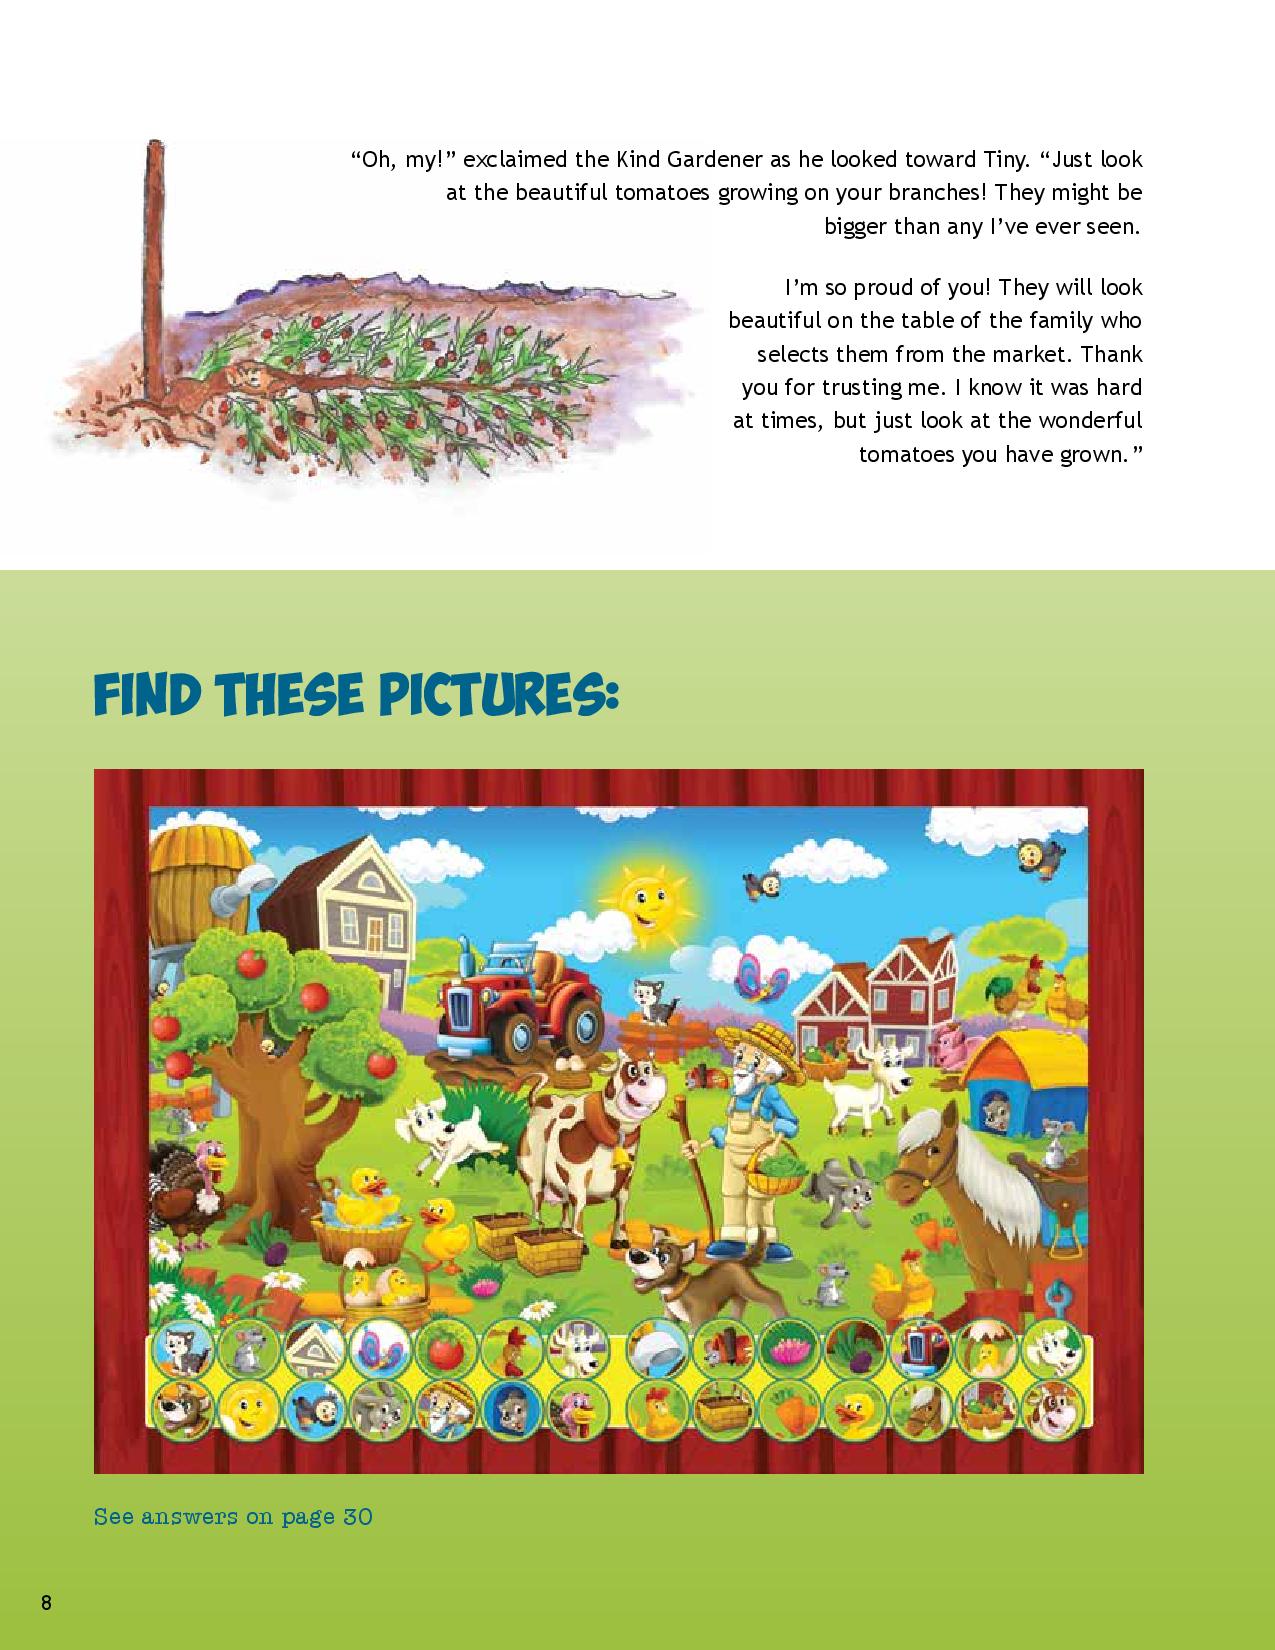 “Oh, my!” exclaimed the Kind Gardener as he looked toward Tiny. “Just look
at the beautiful tomatoes growing on your branches! They might be
bigger than any I’ve ever seen.
I’m so proud of you! They will look
beautiful on the table of the family who
selects them from the market. Thank
you for trusting me. I know it was hard
at times, but just look at the wonderful
tomatoes you have grown.”
FIND THESE PICTURES:
See answers on page 30
8